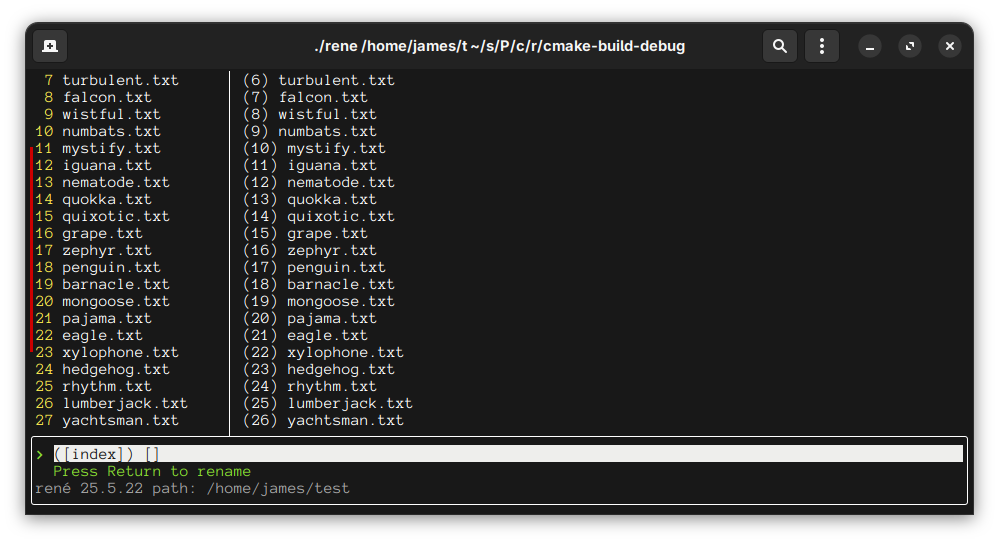 ./rene /home/james/t ~/s/P/c/r/cmake-build-debug
7 turbulent.txt (6) turbulent.txt
8 falcon.txt (7) falcon.txt
9 wistful.txt (8) wistful.txt
10 numbats.txt (9) numbats.txt
11 mystify.txt (10) mystify.txt
12 iguana.txt (11) iguana.txt
13 nematode.txt (12) nematode.txt
14 quokka.txt (13) quokka.txt
15 quixotic.txt (14) quixotic.txt
16 grape.txt (15) grape.txt
17 zephyr.txt (16) zephyr.txt
18 penguin.txt (17) penguin.txt
19 barnacle.txt (18) barnacle.txt
20 mongoose.txt (19) mongoose.txt
21 pajama.txt (20) pajama.txt
22 eagle.txt (21) eagle.txt
23 xylophone.txt (22) xylophone.txt
24 hedgehog.txt (23) hedgehog.txt
25 rhythm.txt (24) rhythm.txt
26 lumberjack.txt (25) lumberjack.txt
27 yachtsman.txt (26) yachtsman.txt
❯ ([index]) []
Press Return to rename
rené 25.5.22 path: /home/james/test